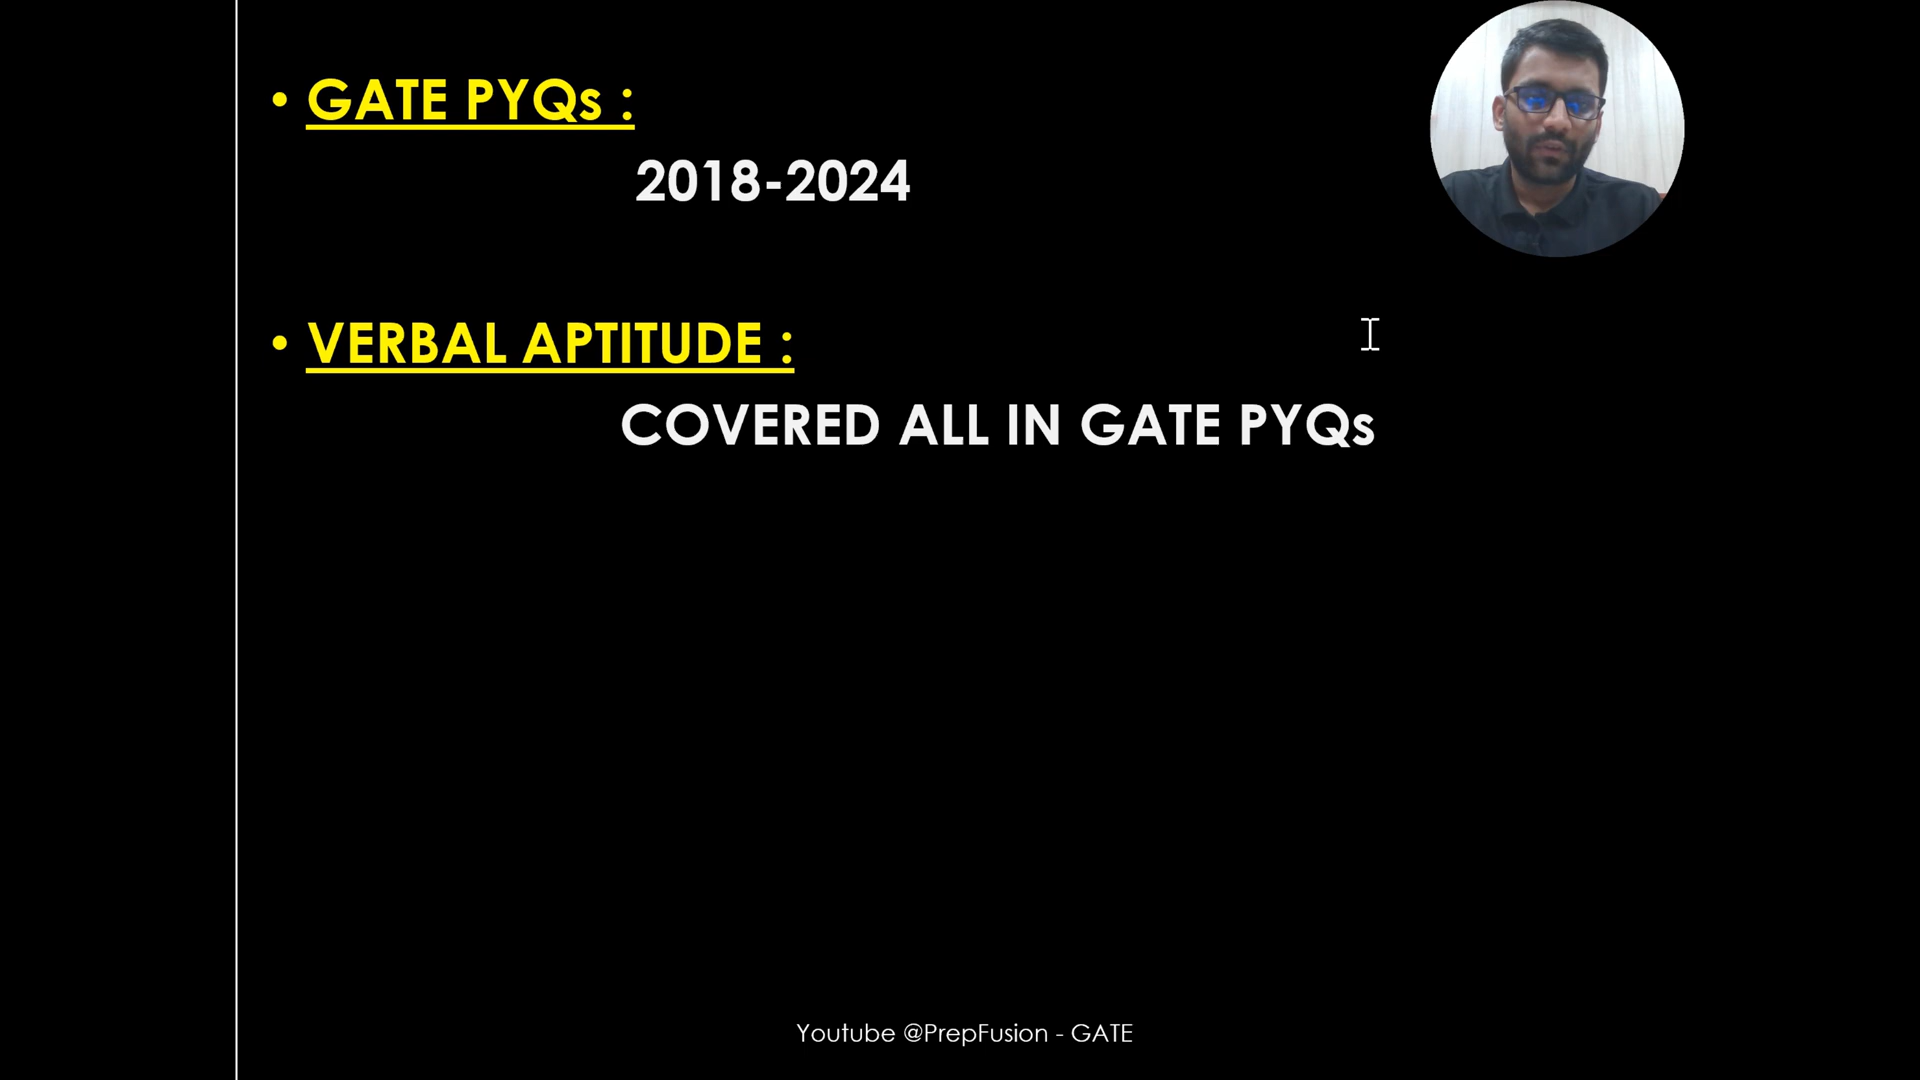 • GATE PYQs :
2018-2024
• VERBAL APTITUDE :
COVERED ALL IN GATE PYQs
Youtube @PrepFusion - GATE